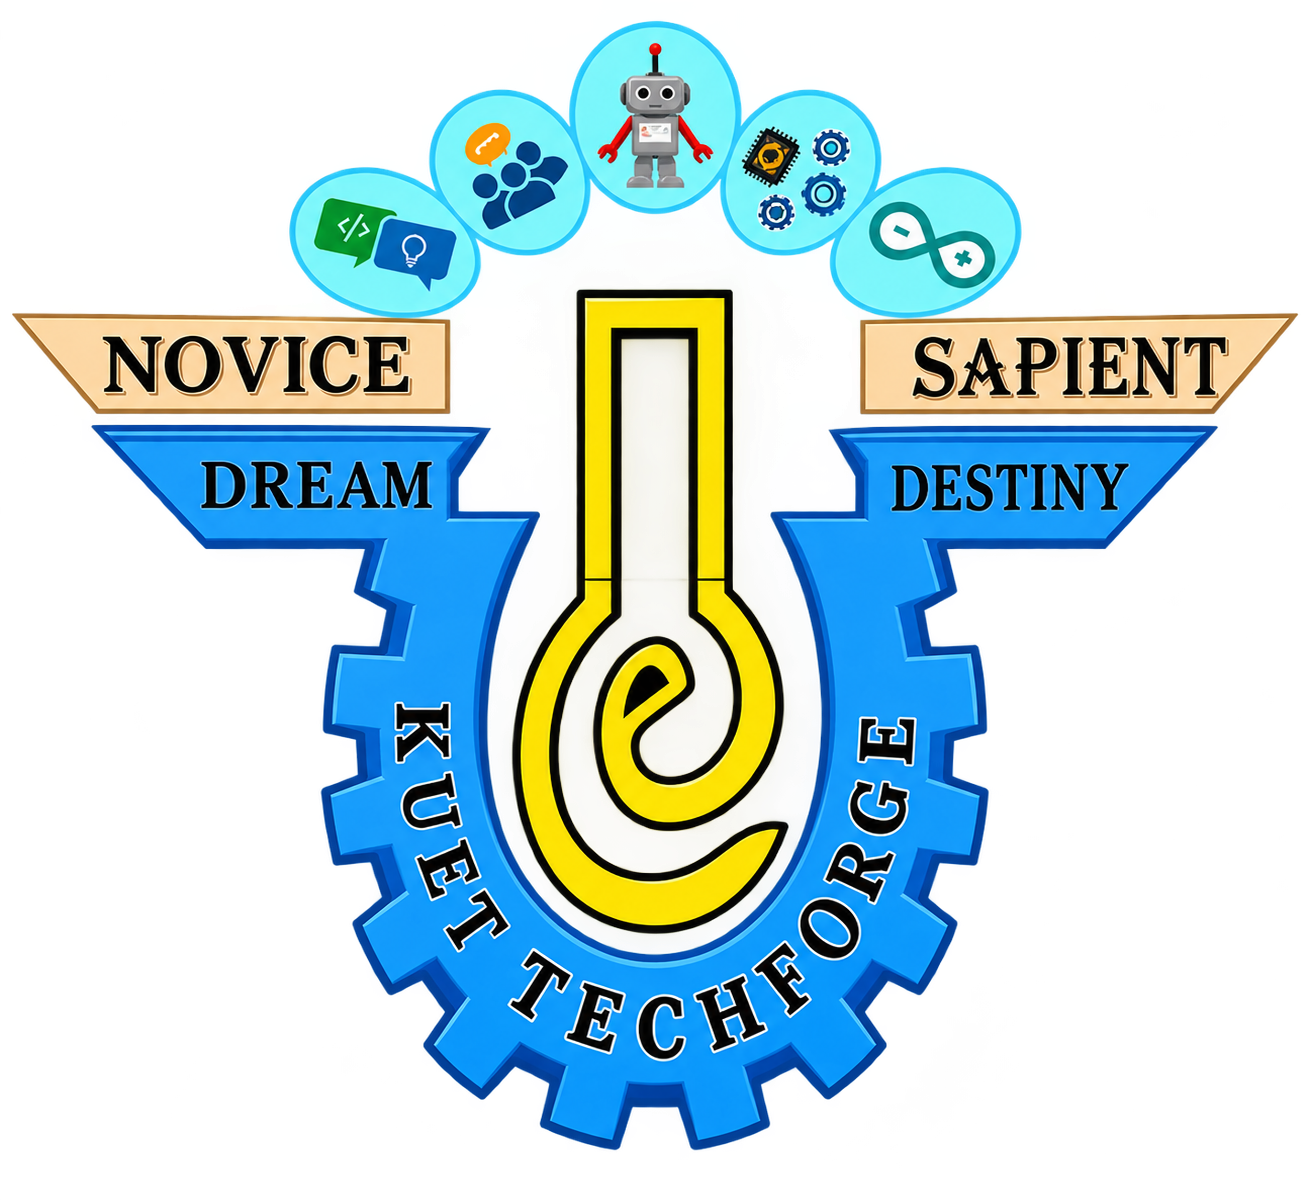 </>
NOVICE
SAPIENT
DREAM
DESTINY
KUET TECHFORGE